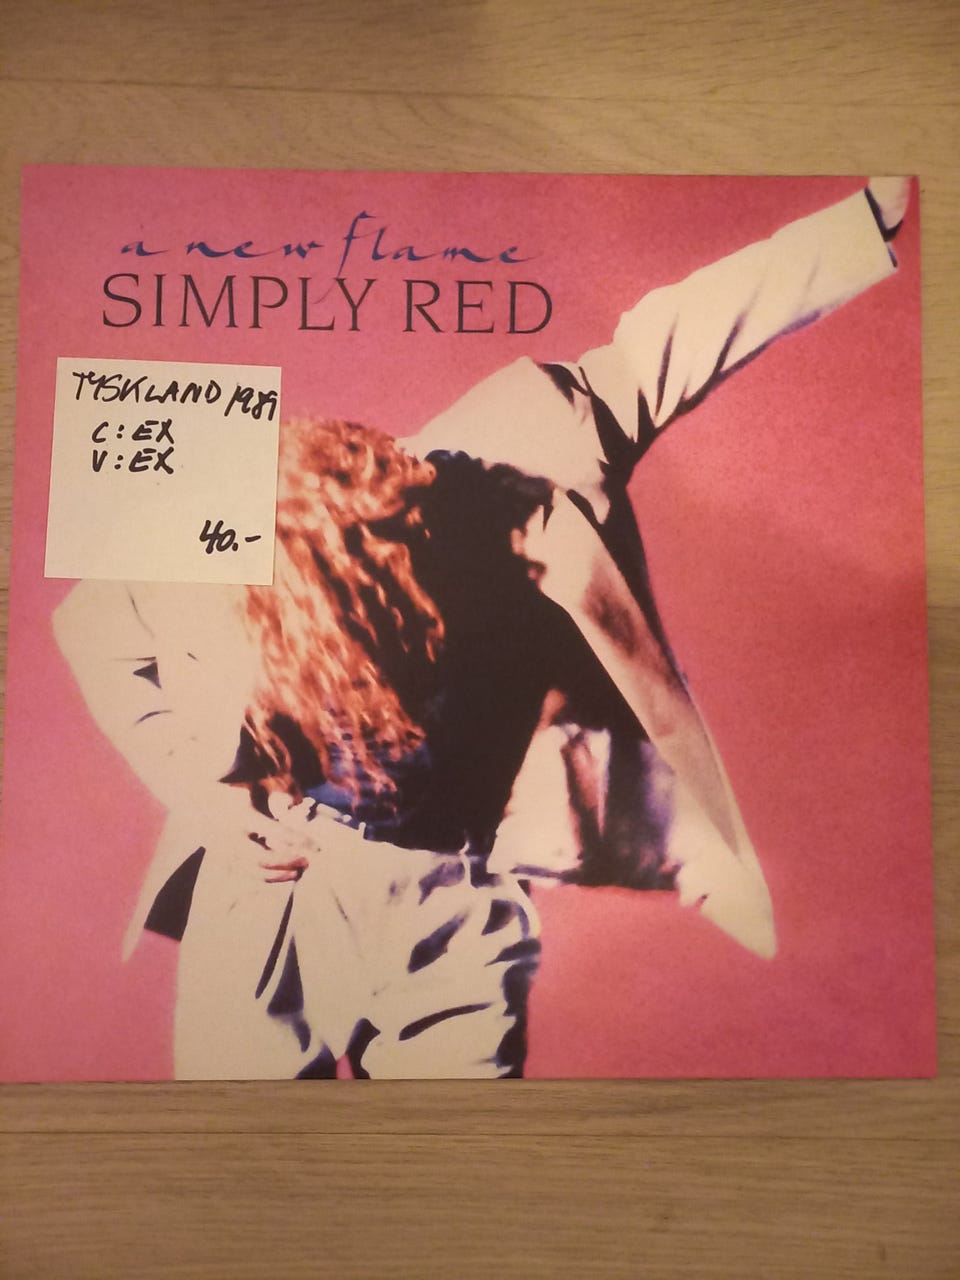 a new flame
SIMPLY RED
TYSKLAND 1989
C: EX
V: EX
40.-